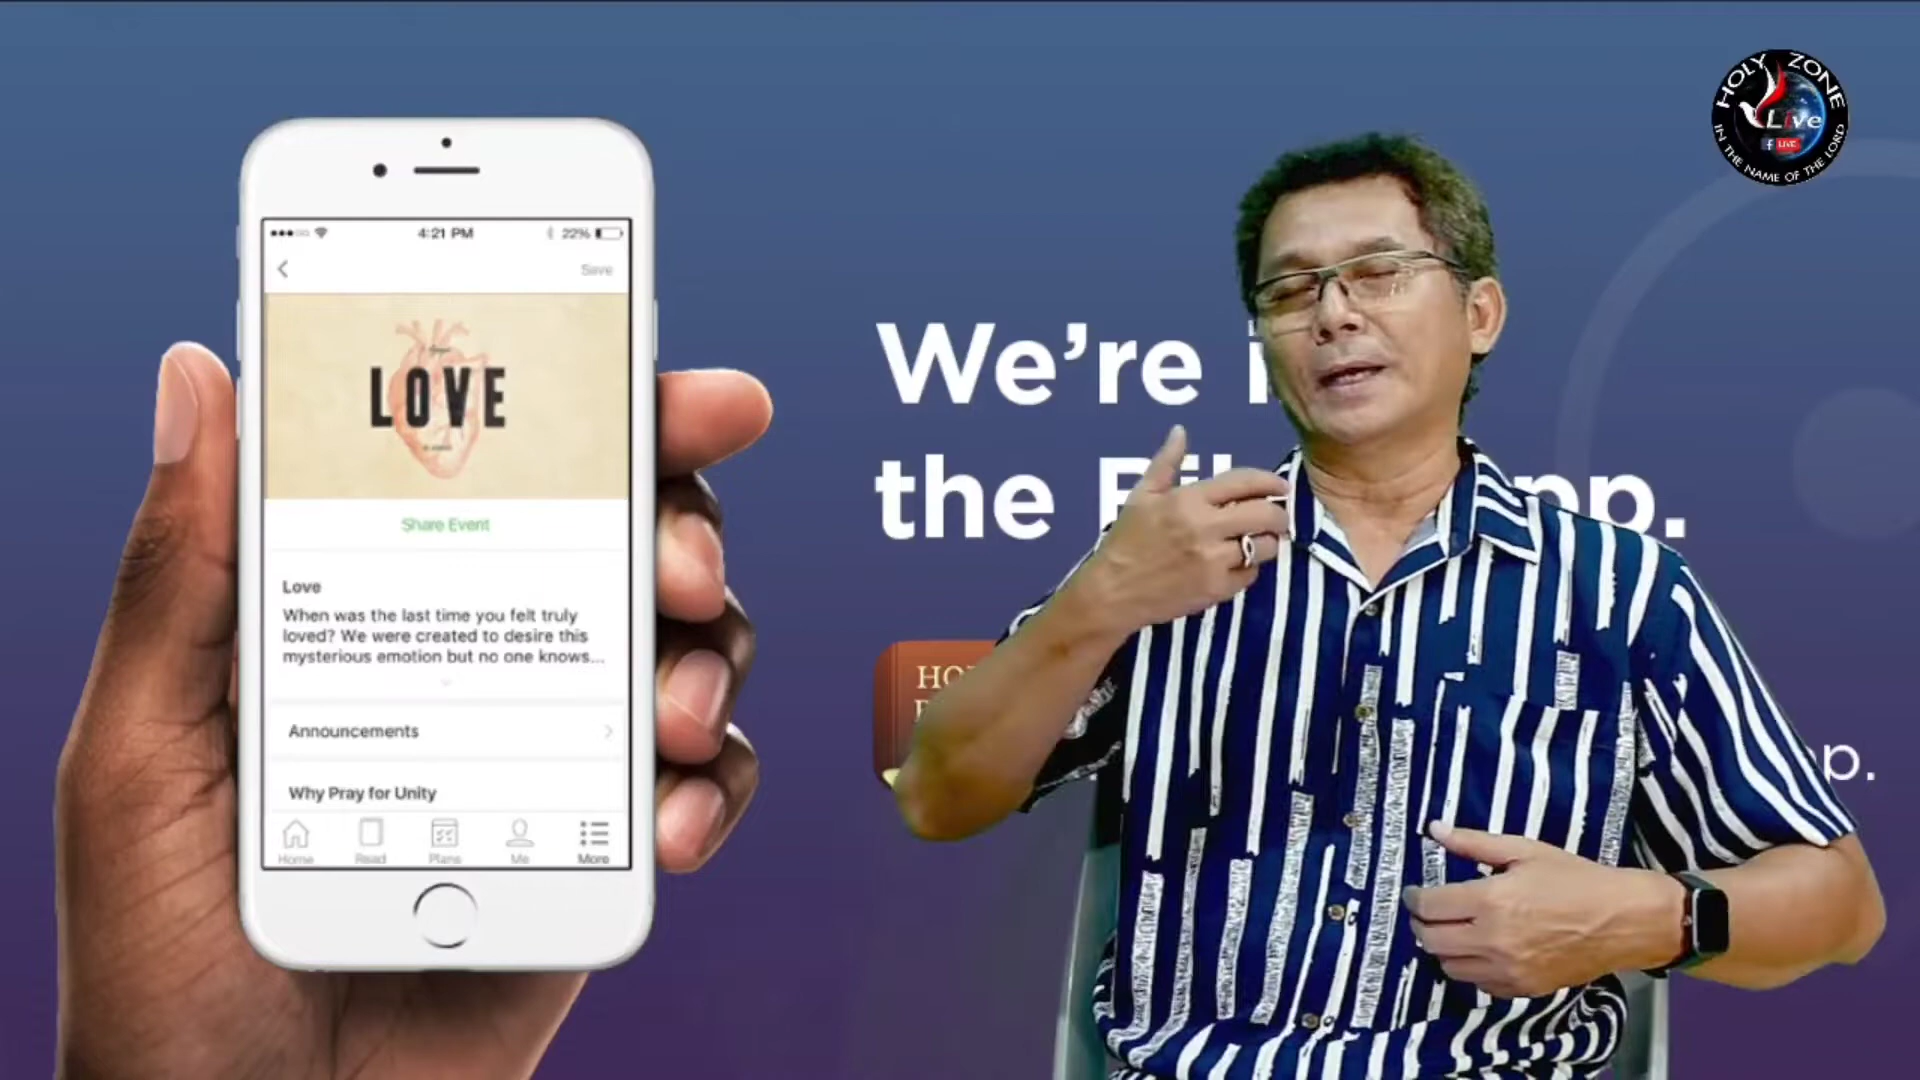 HOLY ZONE
Live
f LIVE
IN THE NAME OF THE LORD
4:21 PM
22%
Save
LOVE
Share Event
Love
When was the last time you felt truly
loved? We were created to desire this
mysterious emotion but no one knows...
Announcements
Why Pray for Unity
Home Read Plans Me More
We're i
the Bi pp.
HO
p.